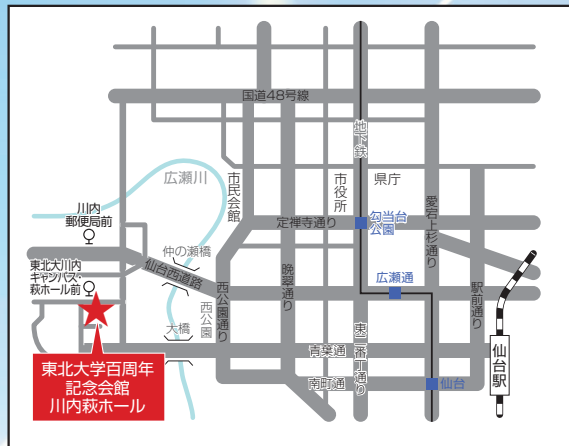 国道48号線
地下鉄
広瀬川
市民会館
市役所
県庁
愛宕上杉通り
川内
郵便局前
定禅寺通り
勾当台
公園
仲の瀬橋
仙台西道路
東北大川内
キャンパス・
萩ホール前
西公園
西公園通り
晩翠通り
広瀬通
駅前通り
大橋
青葉通
東二番丁通り
仙台駅
南町通
仙台
東北大学百周年
記念会館
川内萩ホール